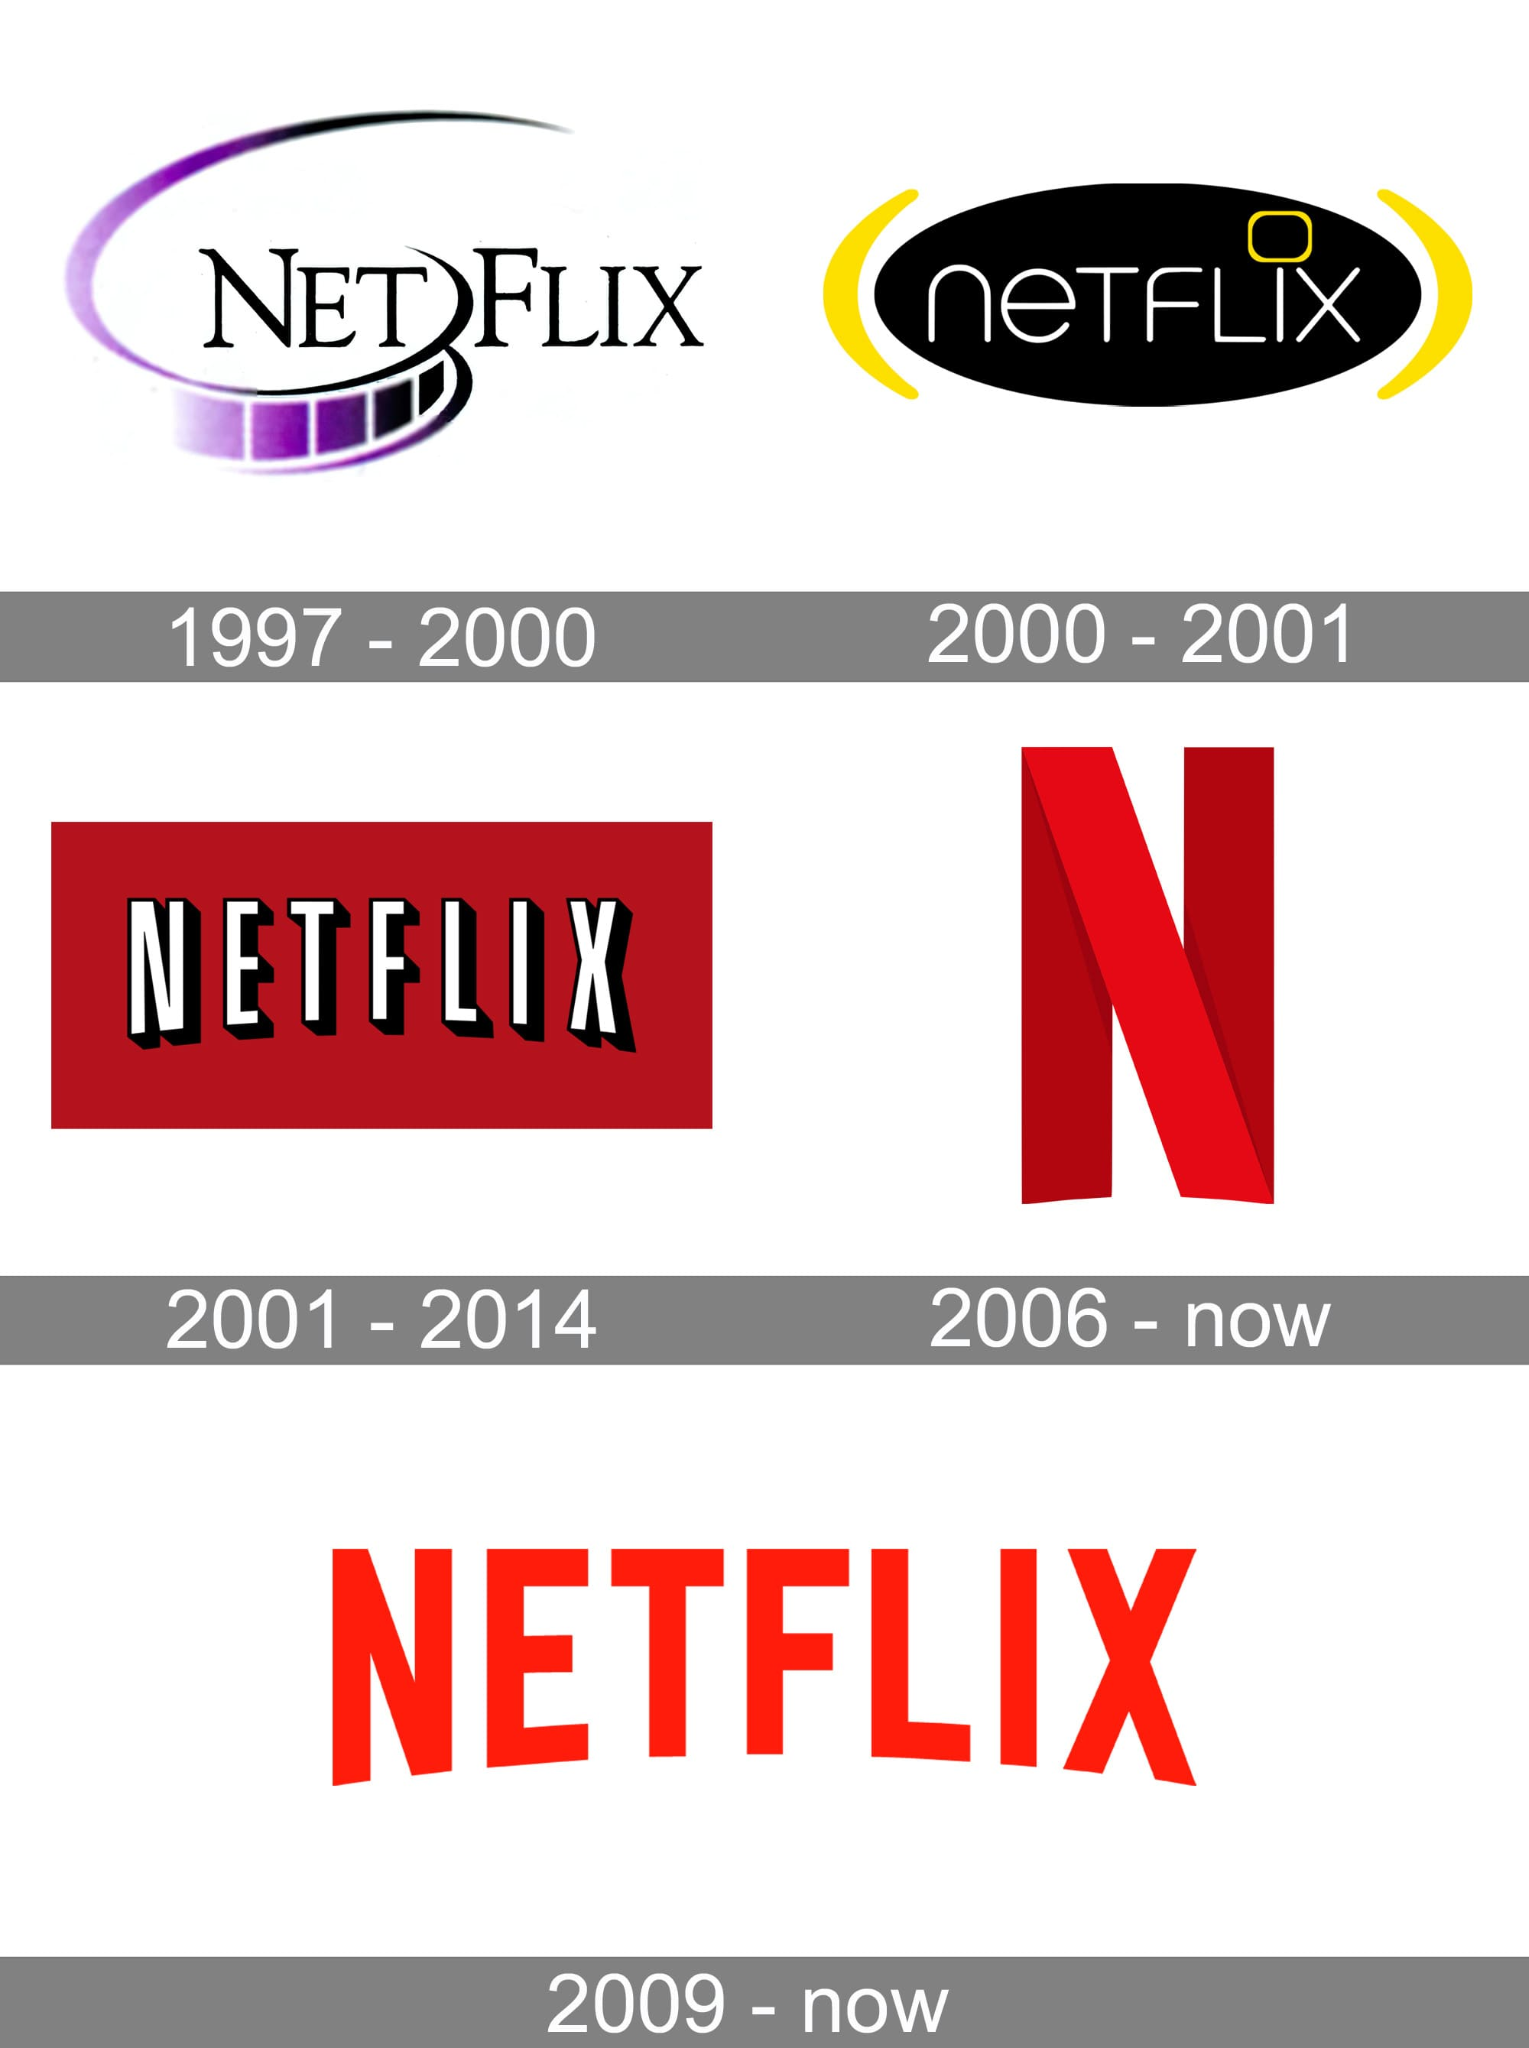 NETFLIX
neTFLIX
1997 - 2000
2000 - 2001
NETFLIX
N
2001 - 2014
2006 - now
NETFLIX
2009 - now